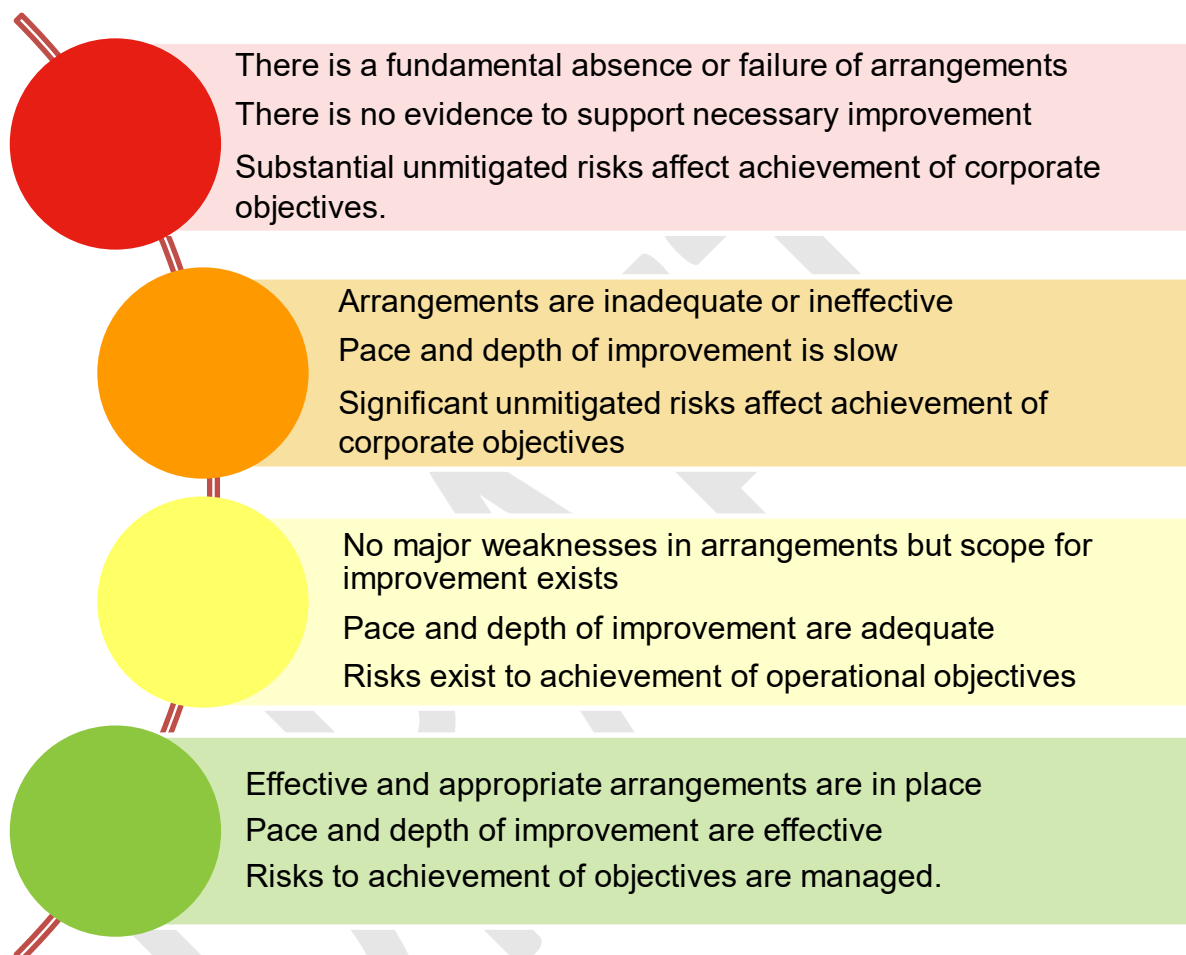 There is a fundamental absence or failure of arrangements
There is no evidence to support necessary improvement
Substantial unmitigated risks affect achievement of corporate
objectives.
Arrangements are inadequate or ineffective
Pace and depth of improvement is slow
Significant unmitigated risks affect achievement of
corporate objectives
No major weaknesses in arrangements but scope for
improvement exists
Pace and depth of improvement are adequate
Risks exist to achievement of operational objectives
Effective and appropriate arrangements are in place
Pace and depth of improvement are effective
Risks to achievement of objectives are managed.